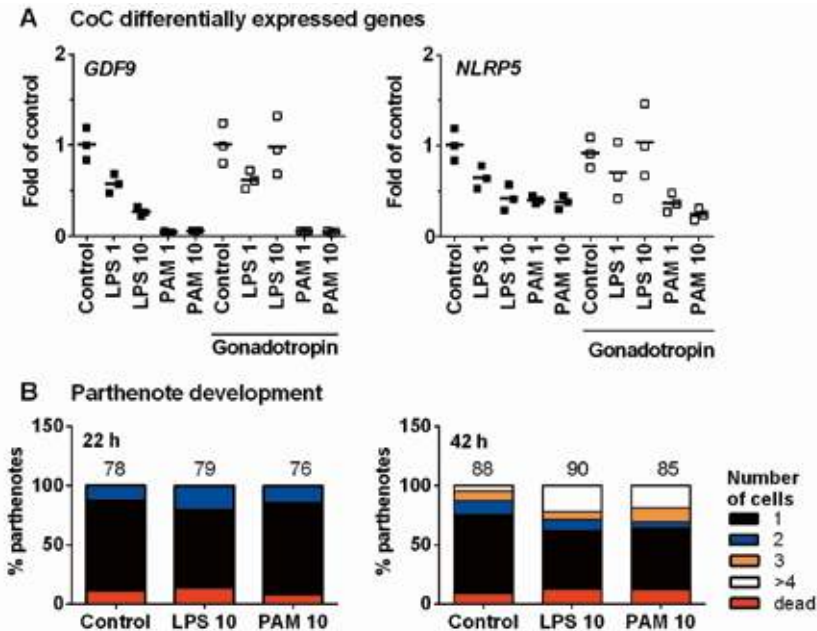 A CoC differentially expressed genes
GDF9
Fold of control
2
1
0
Control
LPS 1
LPS 10
PAM 1
PAM 10
Control
LPS 1
LPS 10
PAM 1
PAM 10
Gonadotropin
NLRP5
Fold of control
2
1
0
Control
LPS 1
LPS 10
PAM 1
PAM 10
Control
LPS 1
LPS 10
PAM 1
PAM 10
Gonadotropin
B Parthenote development
22 h
% parthenotes
150
100
50
0
78 79 76
Control LPS 10 PAM 10
42 h
% parthenotes
150
100
50
0
88 90 85
Control LPS 10 PAM 10
Number
of cells
1
2
3
>4
dead